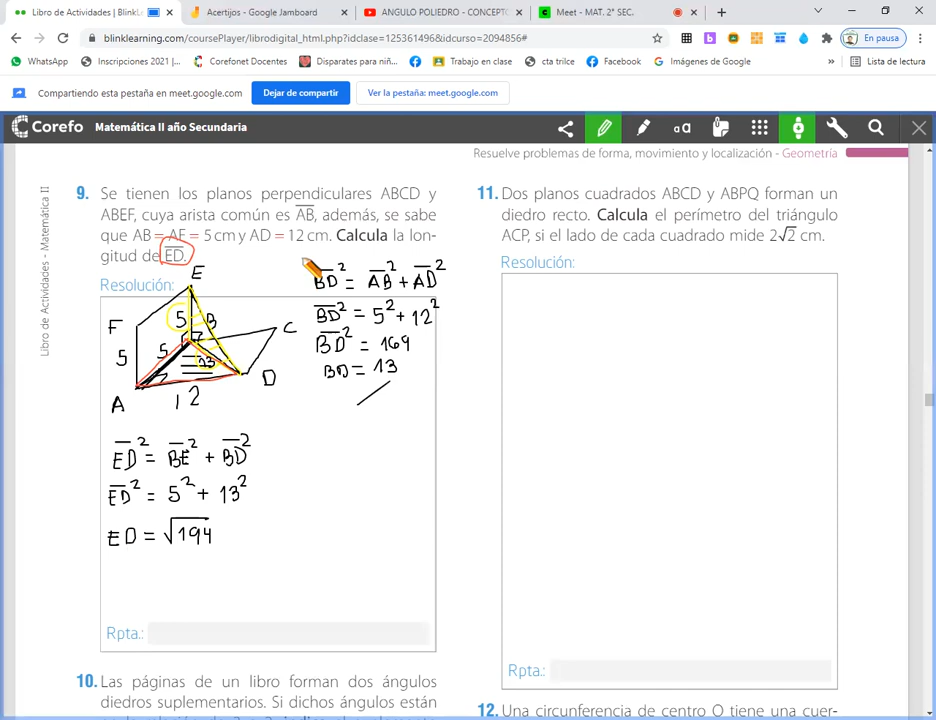 Libro de Actividades | BlinkLe
Acertijos - Google Jamboard
ANGULO POLIEDRO - CONCEPTO
Meet - MAT. 2° SEC.
blinklearning.com/coursePlayer/librodigital_html.php?idclase=125361496&idcurso=2094856#
En pausa
WhatsApp
Inscripciones 2021 |...
Corefonet Docentes
Disparates para niñ...
Trabajo en clase
cta trilce
Facebook
Imágenes de Google
»
Lista de lectura
Compartiendo esta pestaña en meet.google.com
Dejar de compartir
Ver la pestaña: meet.google.com
Corefo
Matemática II año Secundaria
aA
Resuelve problemas de forma, movimiento y localización - Geometría
Libro de Actividades - Matemática II
9. Se tienen los planos perpendiculares ABCD y
ABEF, cuya arista común es AB, además, se sabe
que AB = AF = 5 cm y AD = 12 cm. Calcula la lon-
gitud de ED.
Resolución:
E
F
5
B
C
5
5
D
A
12
BD² = AB² + AD²
BD² = 5² + 12²
BD² = 169
BD = 13
ED² = BE² + BD²
ED² = 5² + 13²
ED = √194
Rpta.:
10. Las páginas de un libro forman dos ángulos
diedros suplementarios. Si dichos ángulos están
11. Dos planos cuadrados ABCD y ABPQ forman un
diedro recto. Calcula el perímetro del triángulo
ACP, si el lado de cada cuadrado mide 2√2 cm.
Resolución:
Rpta.:
12. Una circunferencia de centro O tiene una cuer-